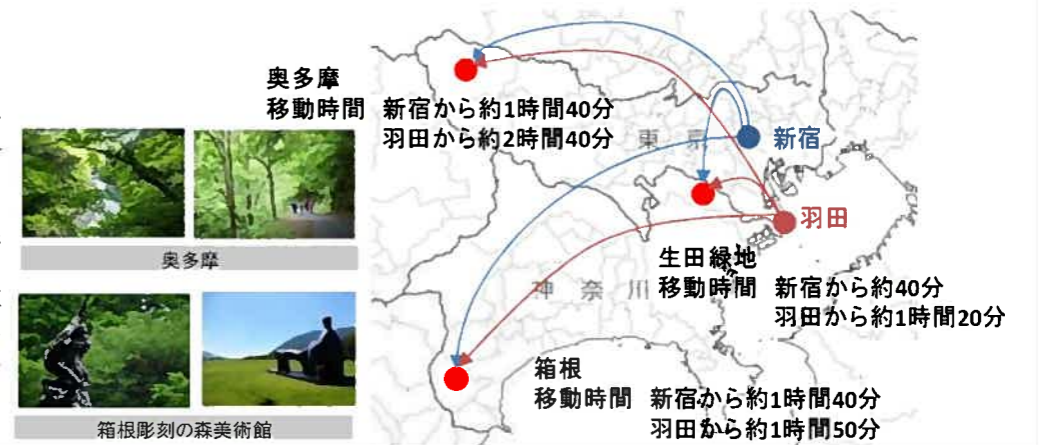 奥多摩
移動時間 新宿から約1時間40分
羽田から約2時間40分
東京
新宿
羽田
奥多摩
生田緑地
移動時間 新宿から約40分
羽田から約1時間20分
神奈川
箱根
移動時間 新宿から約1時間40分
羽田から約1時間50分
箱根彫刻の森美術館